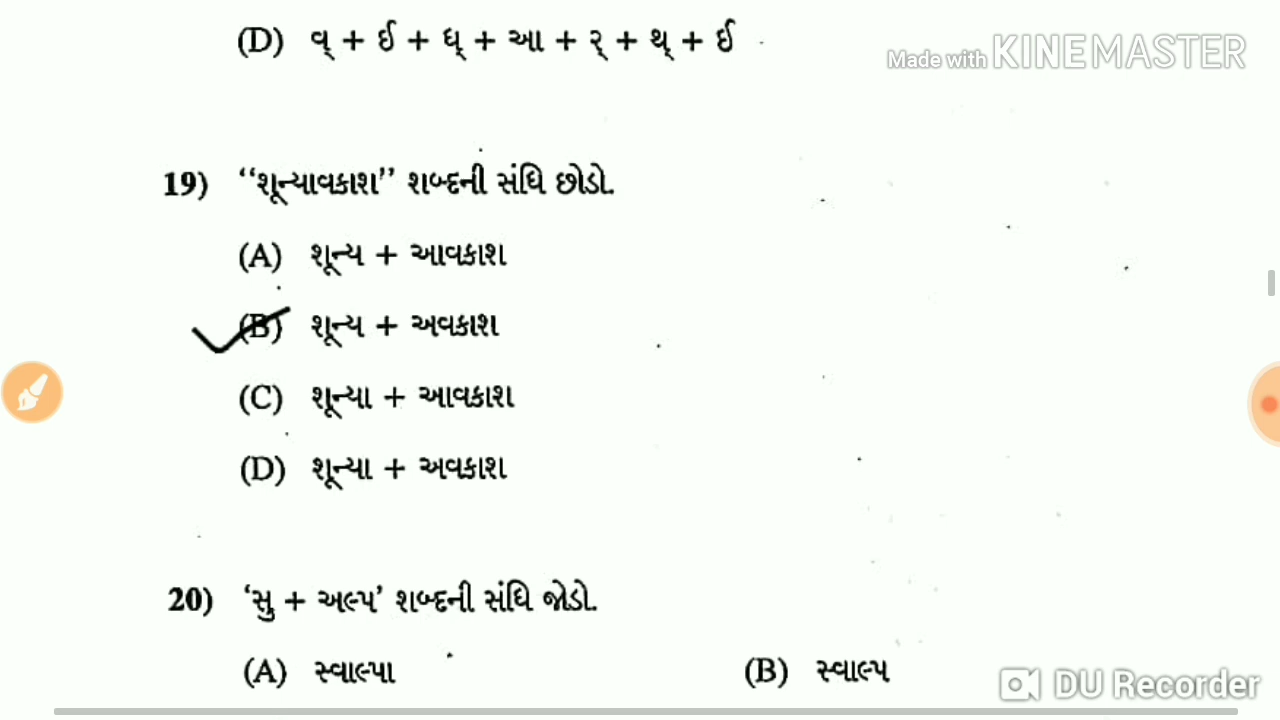 (D) વ્ + ઈ + ધ્ + આ + ર્ + થ્ + ઈ
Made with KINEMASTER
19) “શૂન્યાવકાશ” શબ્દની સંધિ છોડો.
(A) શૂન્ય + આવકાશ
(B) શૂન્ય + અવકાશ
(C) શૂન્યા + આવકાશ
(D) શૂન્યા + અવકાશ
20) ‘સુ + અલ્પ’ શબ્દની સંધિ જોડો.
(A) સ્વાલ્પા (B) સ્વાલ્પ
DU Recorder